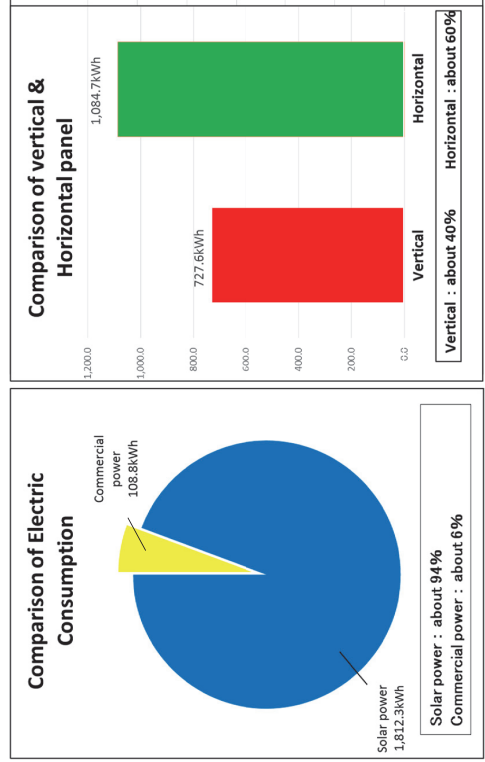 Comparison of Electric
Consumption
Commercial
power
108.8kWh
Solar power
1,812.3kWh
Solar power : about 94%
Commercial power : about 6%
Comparison of vertical &
Horizontal panel
1,200.0
1,000.0
800.0
600.0
400.0
200.0
0.0
727.6kWh
1,084.7kWh
Vertical
Horizontal
Vertical : about 40%
Horizontal : about 60%